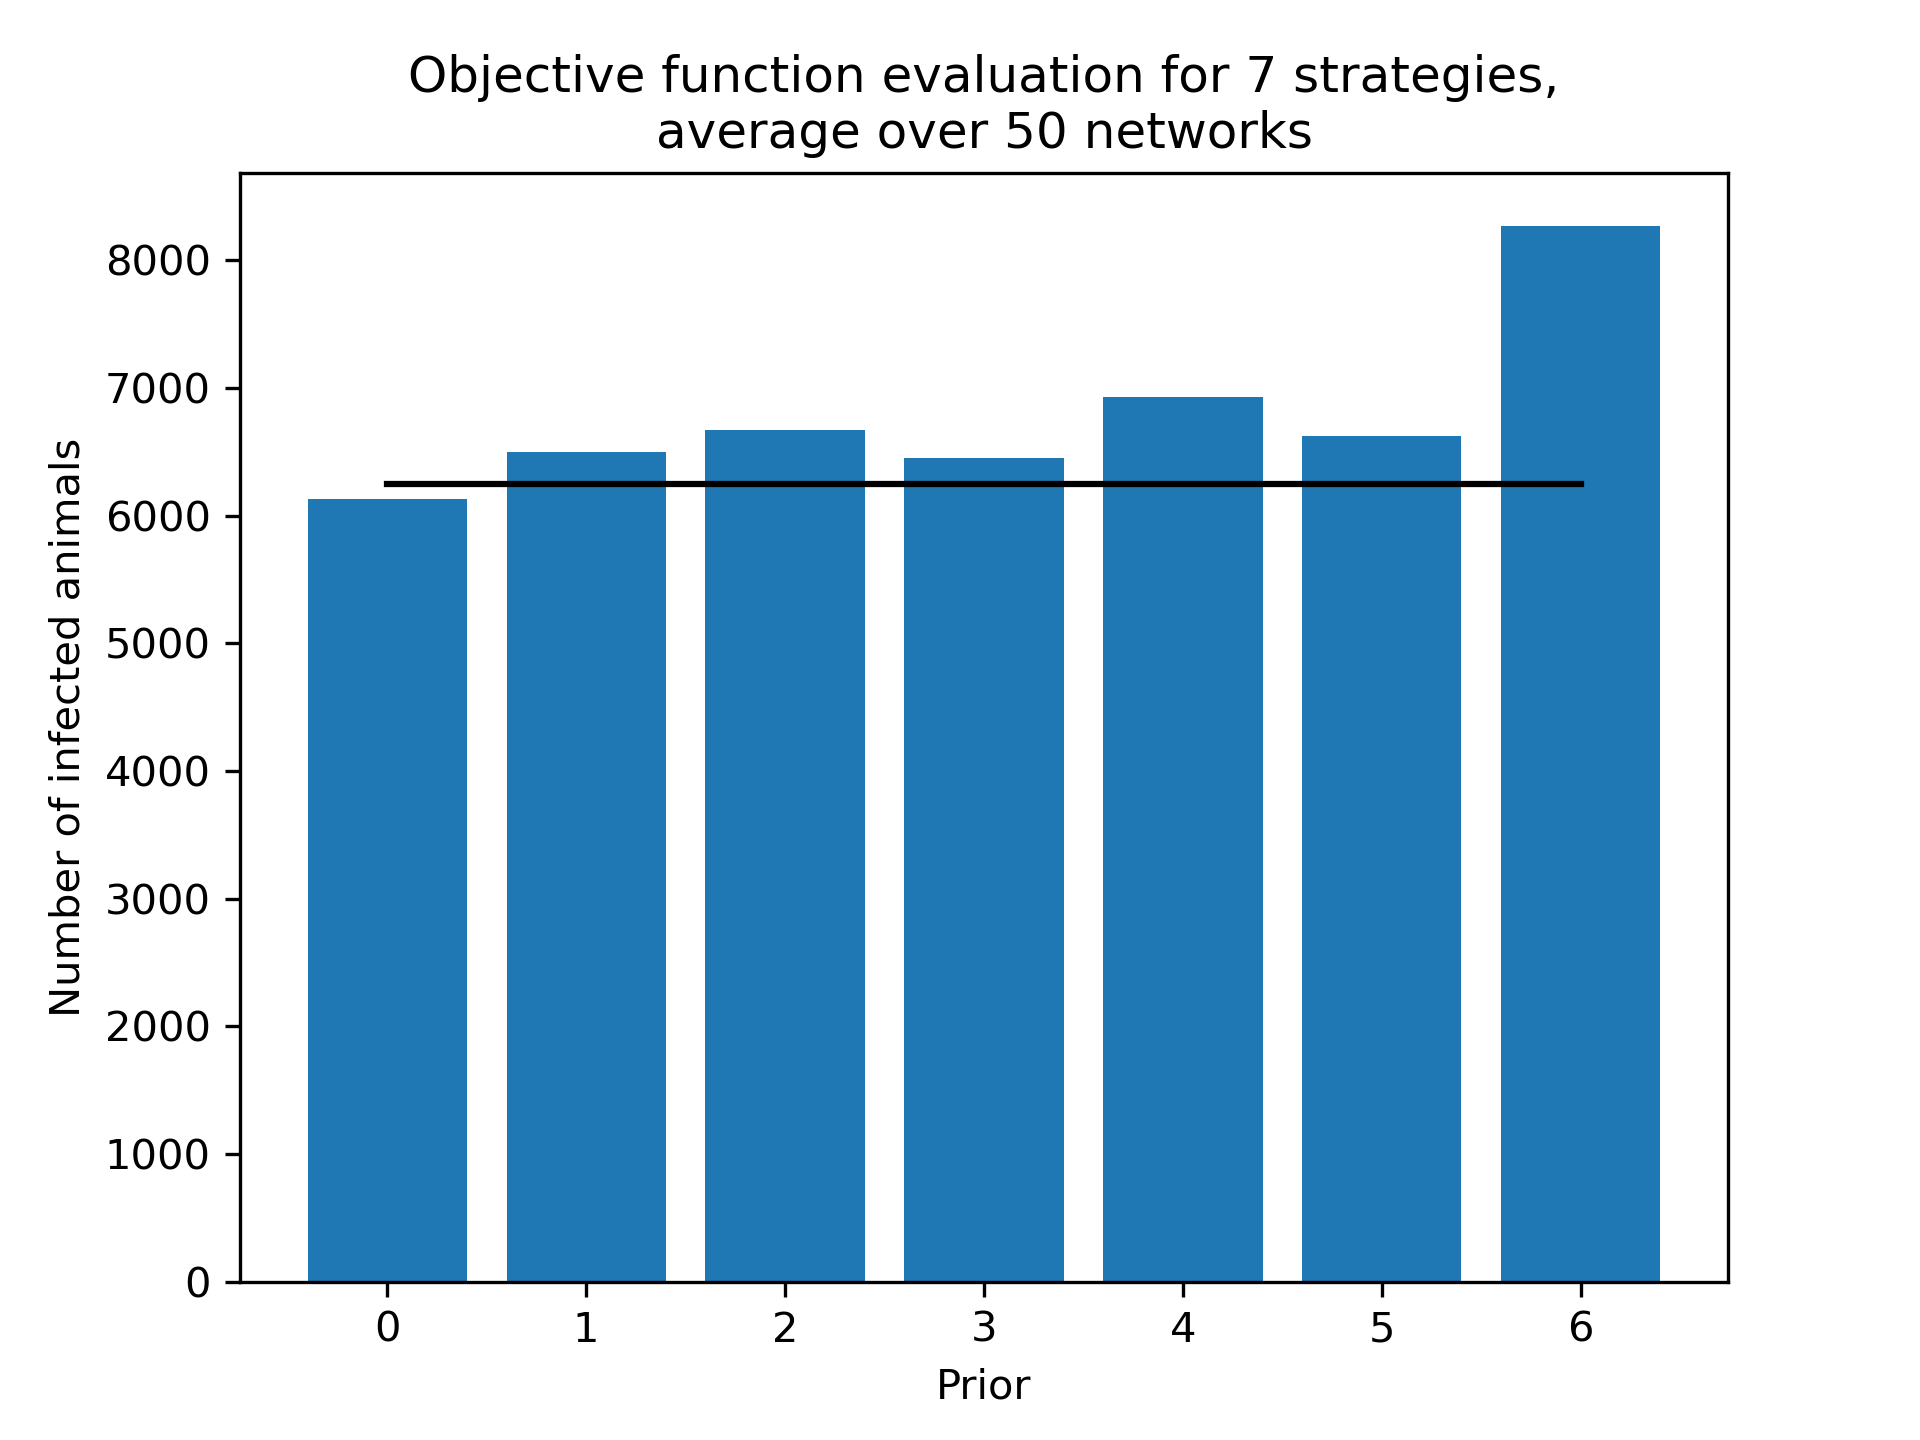 Objective function evaluation for 7 strategies,
average over 50 networks
Number of infected animals
8000
7000
6000
5000
4000
3000
2000
1000
0
0 1 2 3 4 5 6
Prior